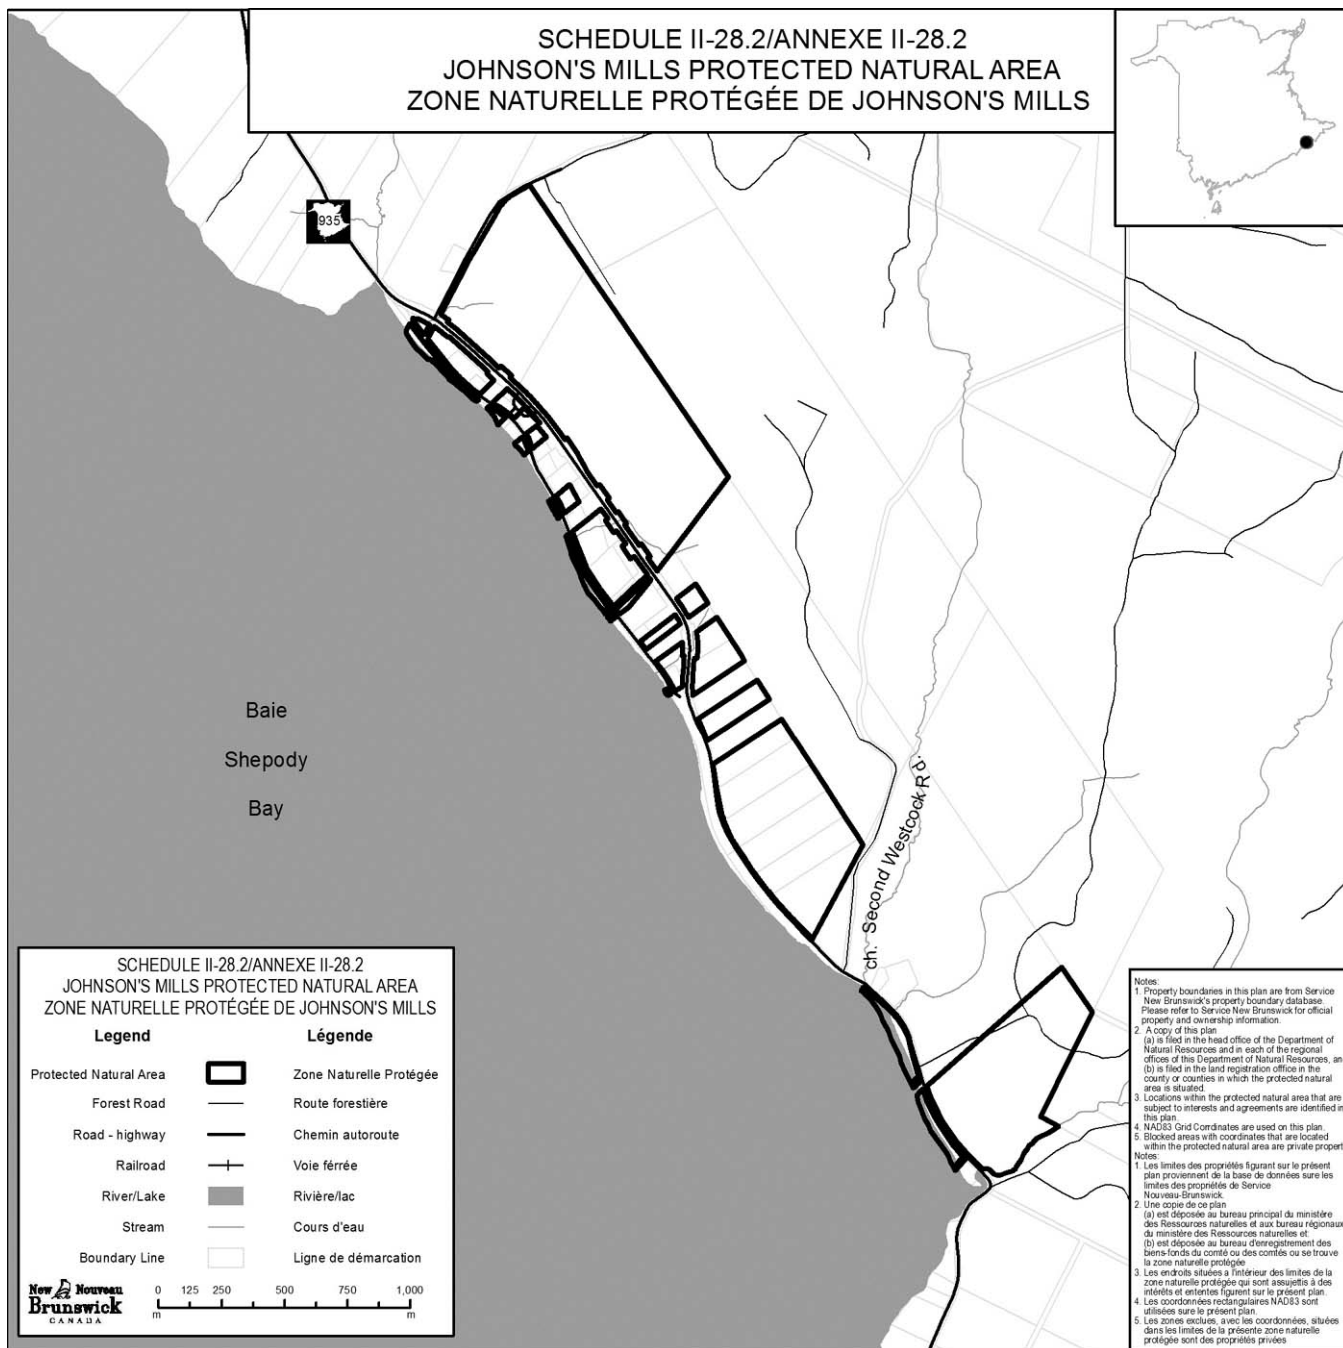 SCHEDULE II-28.2/ANNEXE II-28.2
JOHNSON'S MILLS PROTECTED NATURAL AREA
ZONE NATURELLE PROTÉGÉE DE JOHNSON'S MILLS
935
Baie
Shepody
Bay
ch. Second Westcock Rd.
SCHEDULE II-28.2/ANNEXE II-28.2
JOHNSON'S MILLS PROTECTED NATURAL AREA
ZONE NATURELLE PROTÉGÉE DE JOHNSON'S MILLS
Legend Légende
Protected Natural Area Zone Naturelle Protégée
Forest Road Route forestière
Road - highway Chemin autoroute
Railroad Voie férrée
River/Lake Rivière/lac
Stream Cours d'eau
Boundary Line Ligne de démarcation
New Nouveau
Brunswick
CANADA
0 125 250 500 750 1,000
m m
Notes:
1. Property boundaries in this plan are from Service
New Brunswick's property boundary database.
Please refer to Service New Brunswick for official
property and ownership information.
2. A copy of this plan
(a) is filed in the head office of the Department of
Natural Resources and in each of the regional
offices of this Department of Natural Resources, an
(b) is filed in the land registration offfice in the
county or counties in which the protected natural
area is situated.
3. Locations within the protected natural area that are
subject to interests and agreements are identified in
this plan.
4. NAD83 Grid Corrdinates are used on this plan.
5. Blocked areas with coordinates that are located
within the protected natural area are private propert
Notes:
1. Les limites des propriétés figurant sur le présent
plan proviennent de la base de données sure les
limites des propriétés de Service
Nouveau-Brunswick.
2. Une copie de ce plan
(a) est déposée au bureau principal du ministére
des Ressources naturelles et aux bureau régionaux
du ministére des Ressources naturelles et:
(b) est déposée au bureau d'enregistrement des
biens-fonds du comté ou des comtés ou se trouve
la zone naturelle protégée
3. Les endroits situées a l'intérieur des limites de la
zone naturelle protégée qui sont assujettis à des
intérêts et ententes figurent sur le présent plan.
4. Les coordonnées rectangulaires NAD83 sont
utilisées sure le présent plan.
5. Les zones exclues, avec les coordonnées, situées
dans les limites de la présente zone naturelle
protégée sont des propriétés privées